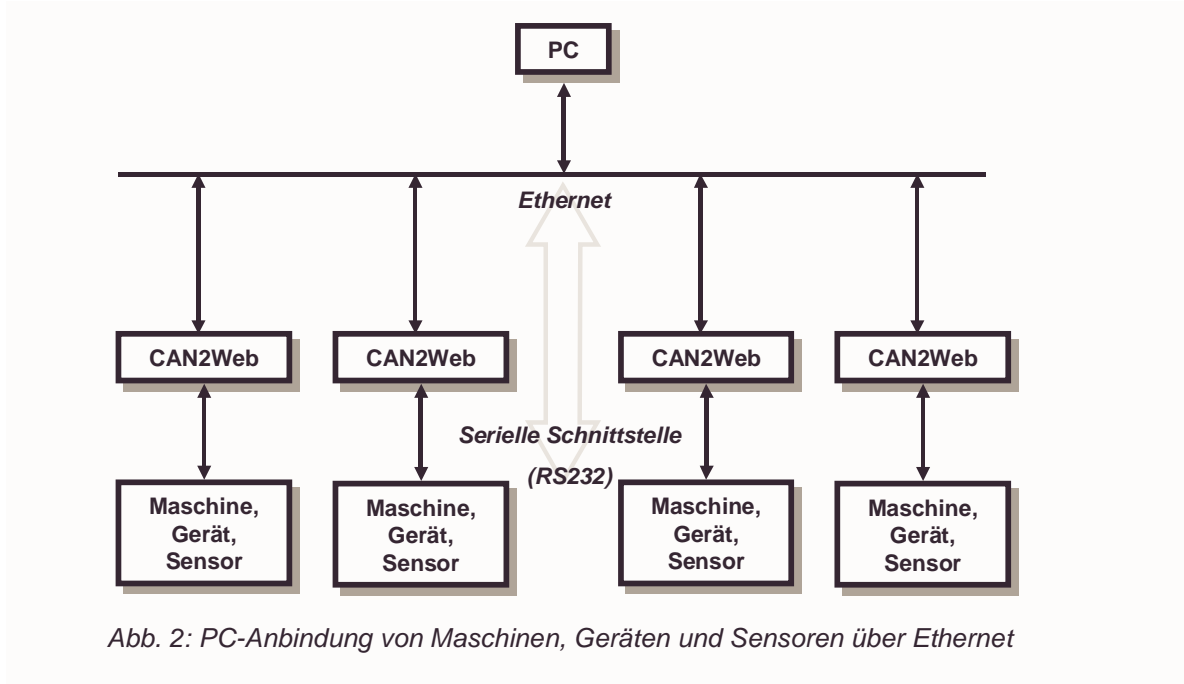 PC
Ethernet
CAN2Web
CAN2Web
CAN2Web
CAN2Web
Serielle Schnittstelle
(RS232)
Maschine,
Gerät,
Sensor
Maschine,
Gerät,
Sensor
Maschine,
Gerät,
Sensor
Maschine,
Gerät,
Sensor
Abb. 2: PC-Anbindung von Maschinen, Geräten und Sensoren über Ethernet